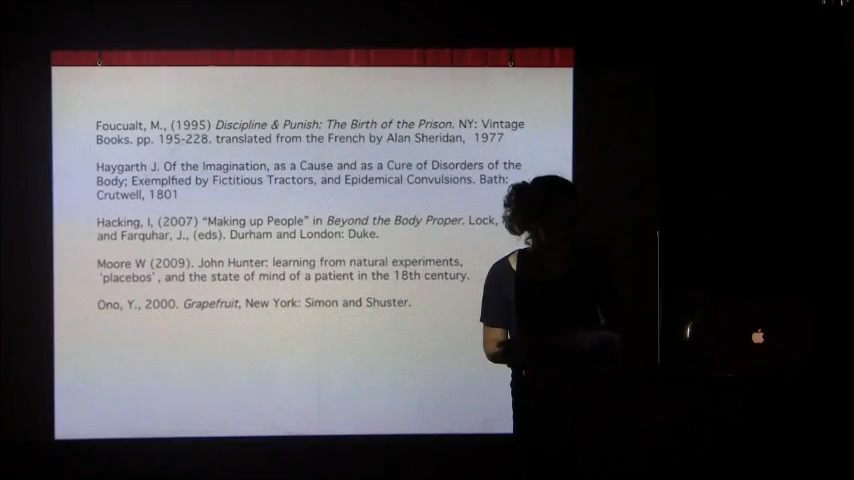 Foucualt, M., (1995) Discipline & Punish: The Birth of the Prison. NY: Vintage
Books. pp. 195-228. translated from the French by Alan Sheridan, 1977
Haygarth J. Of the Imagination, as a Cause and as a Cure of Disorders of the
Body; Exemplified by Fictitious Tractors, and Epidemical Convulsions. Bath:
Crutwell, 1801
Hacking, I, (2007) “Making up People” in Beyond the Body Proper. Lock,
and Farquhar, J., (eds). Durham and London: Duke.
Moore W (2009). John Hunter: learning from natural experiments,
'placebos', and the state of mind of a patient in the 18th century.
Ono, Y., 2000. Grapefruit, New York: Simon and Shuster.